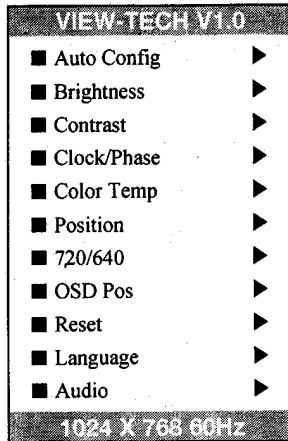 VIEW-TECH V1.0
Auto Config
Brightness
Contrast
Clock/Phase
Color Temp
Position
720/640
OSD Pos
Reset
Language
Audio
1024 X 768 60Hz